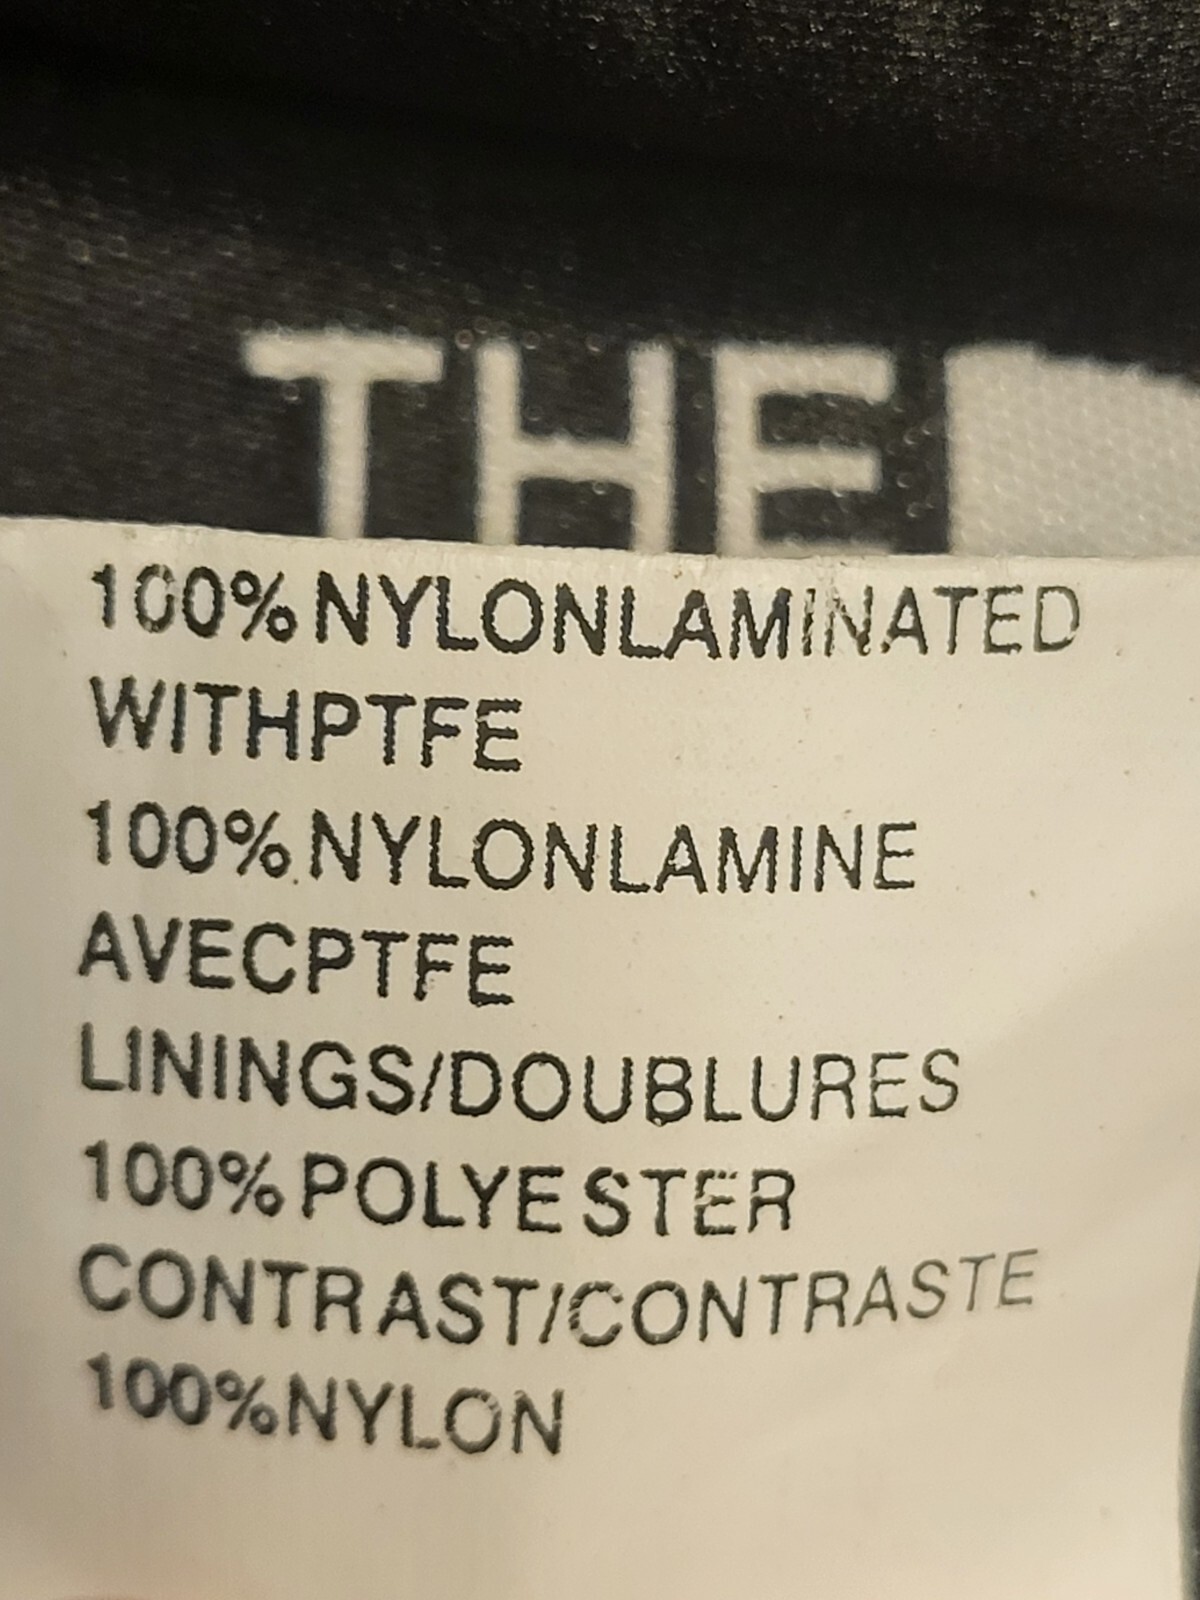 THE
100% NYLONLAMINATED
WITHPTFE
100% NYLONLAMINE
AVECPTFE
LININGS/DOUBLURES
100% POLYESTER
CONTRAST/CONTRASTE
100%NYLON